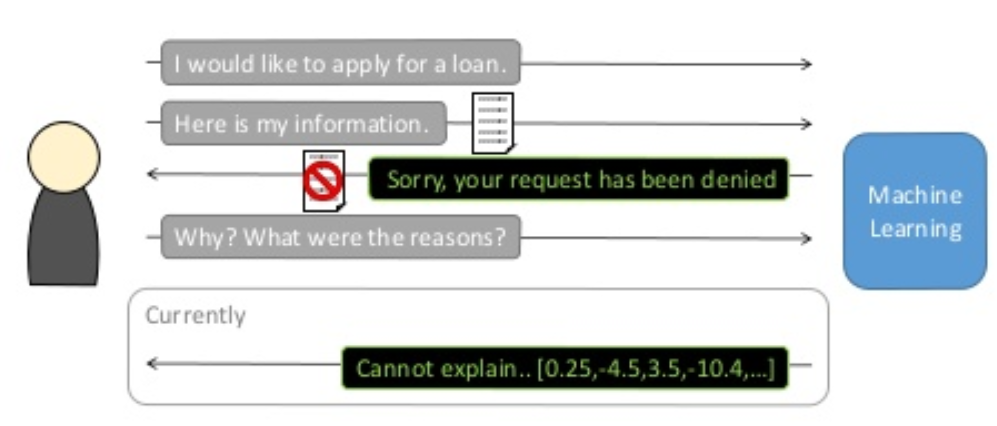 I would like to apply for a loan.
Here is my information.
Sorry, your request has been denied
Machine
Learning
Why? What were the reasons?
Currently
Cannot explain.. [0.25,-4.5,3.5,-10.4,...]